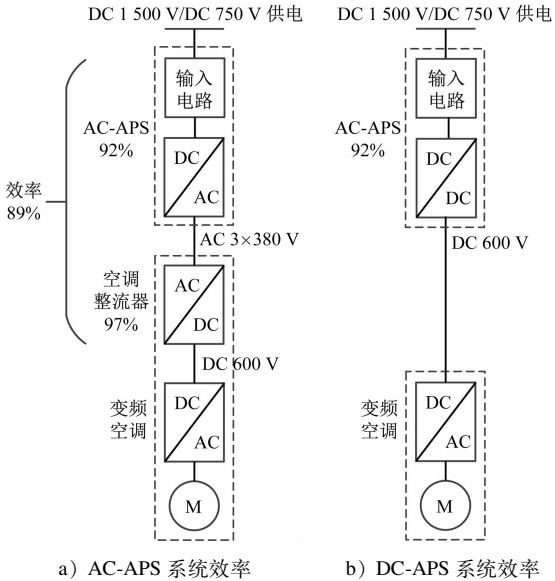 DC 1 500 V/DC 750 V 供电
输入
电路
AC-APS
92%
DC
AC
效率
89%
AC 3×380 V
空调
整流器
97%
AC
DC
DC 600 V
变频
空调
DC
AC
M
a）AC-APS 系统效率
DC 1 500 V/DC 750 V 供电
输入
电路
AC-APS
92%
DC
DC
DC 600 V
变频
空调
DC
AC
M
b）DC-APS 系统效率